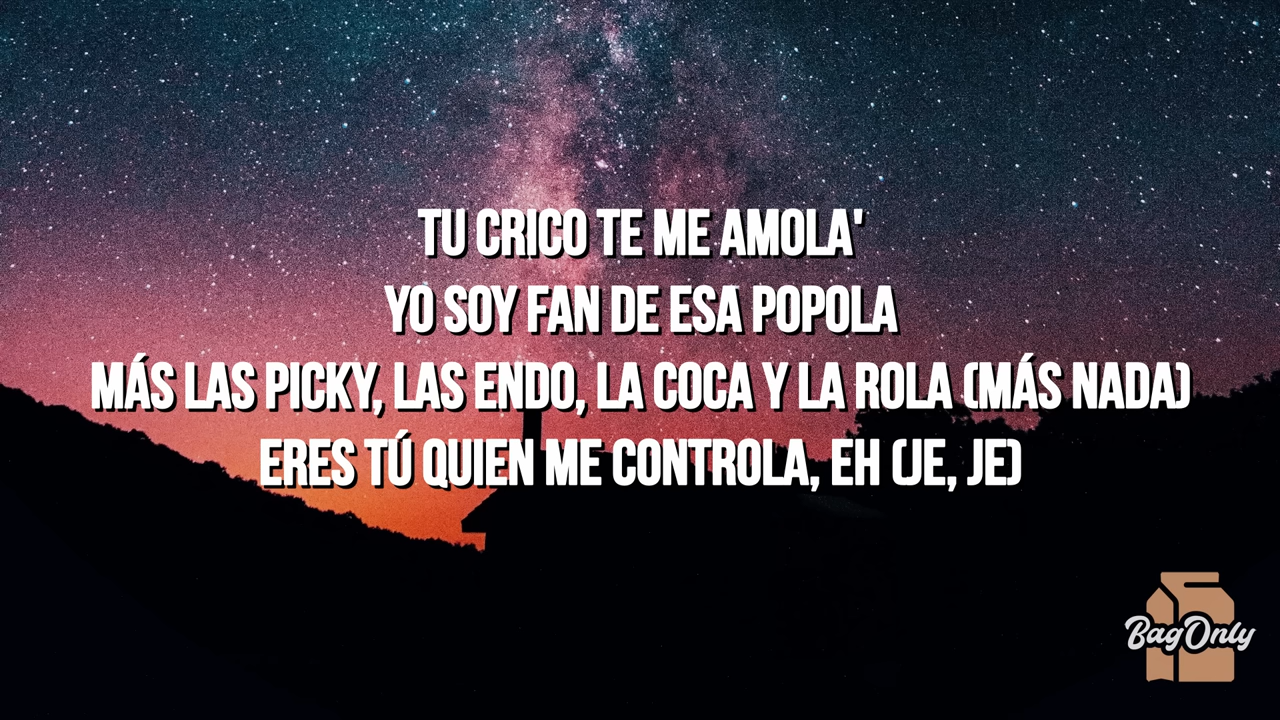 TU CRICO TE ME AMOLA'
YO SOY FAN DE ESA POPOLA
MÁS LAS PICKY, LAS ENDO, LA COCA Y LA ROLA (MÁS NADA)
ERES TÚ QUIEN ME CONTROLA, EH (JE, JE)
BagOnly